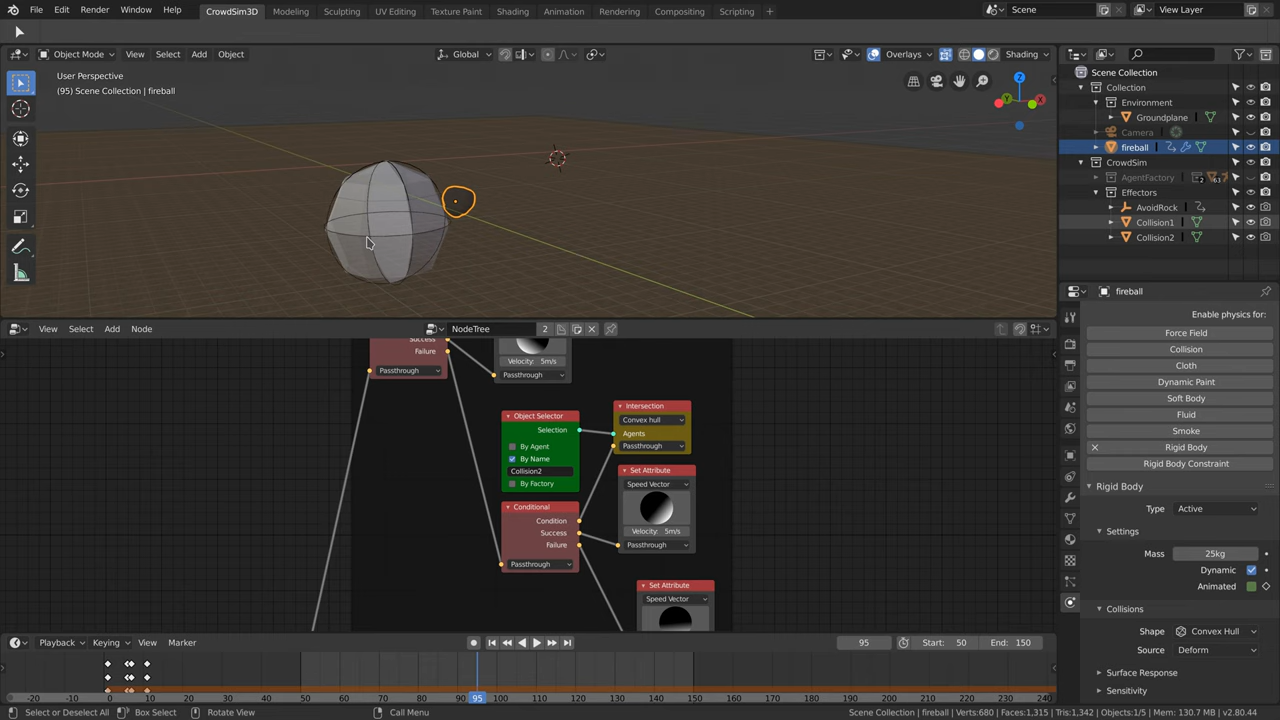 File Edit Render Window Help CrowdSim3D Modeling Sculpting UV Editing Texture Paint Shading Animation Rendering Compositing Scripting + Scene View Layer
Object Mode View Select Add Object Global Overlays Shading
User Perspective
(95) Scene Collection | fireball
Z
Y
X
Scene Collection
Collection
Environment
Groundplane
Camera
fireball
CrowdSim
AgentFactory 2 63
Effectors
AvoidRock
Collision1
Collision2
View Add Select Node NodeTree 2
Success
Failure
Passthrough
Velocity: 5m/s
Passthrough
Object Selector
Selection
By Agent
By Name
Collision2
By Factory
Intersection
Convex hull
Agents
Passthrough
Set Attribute
Speed Vector
Velocity: 5m/s
Passthrough
Conditional
Condition
Success
Failure
Passthrough
Set Attribute
Speed Vector
fireball
Enable physics for:
Force Field
Collision
Cloth
Dynamic Paint
Soft Body
Fluid
Smoke
Rigid Body
Rigid Body Constraint
Rigid Body
Type Active
Settings
Mass 25kg
Dynamic
Animated
Collisions
Shape Convex Hull
Source Deform
Surface Response
Sensitivity
Playback Keying View Marker 95 Start: 50 End: 150
-20 -10 0 10 20 30 40 50 60 70 80 90 95 100 110 120 130 140 150 160 170 180 190 200 210 220 230 240
Select or Deselect All Box Select Rotate View Call Menu Scene Collection | fireball | Verts:680 | Faces:1,315 | Tris:1,342 | Objects:1/5 | Mem: 130.7 MB | v2.80.44